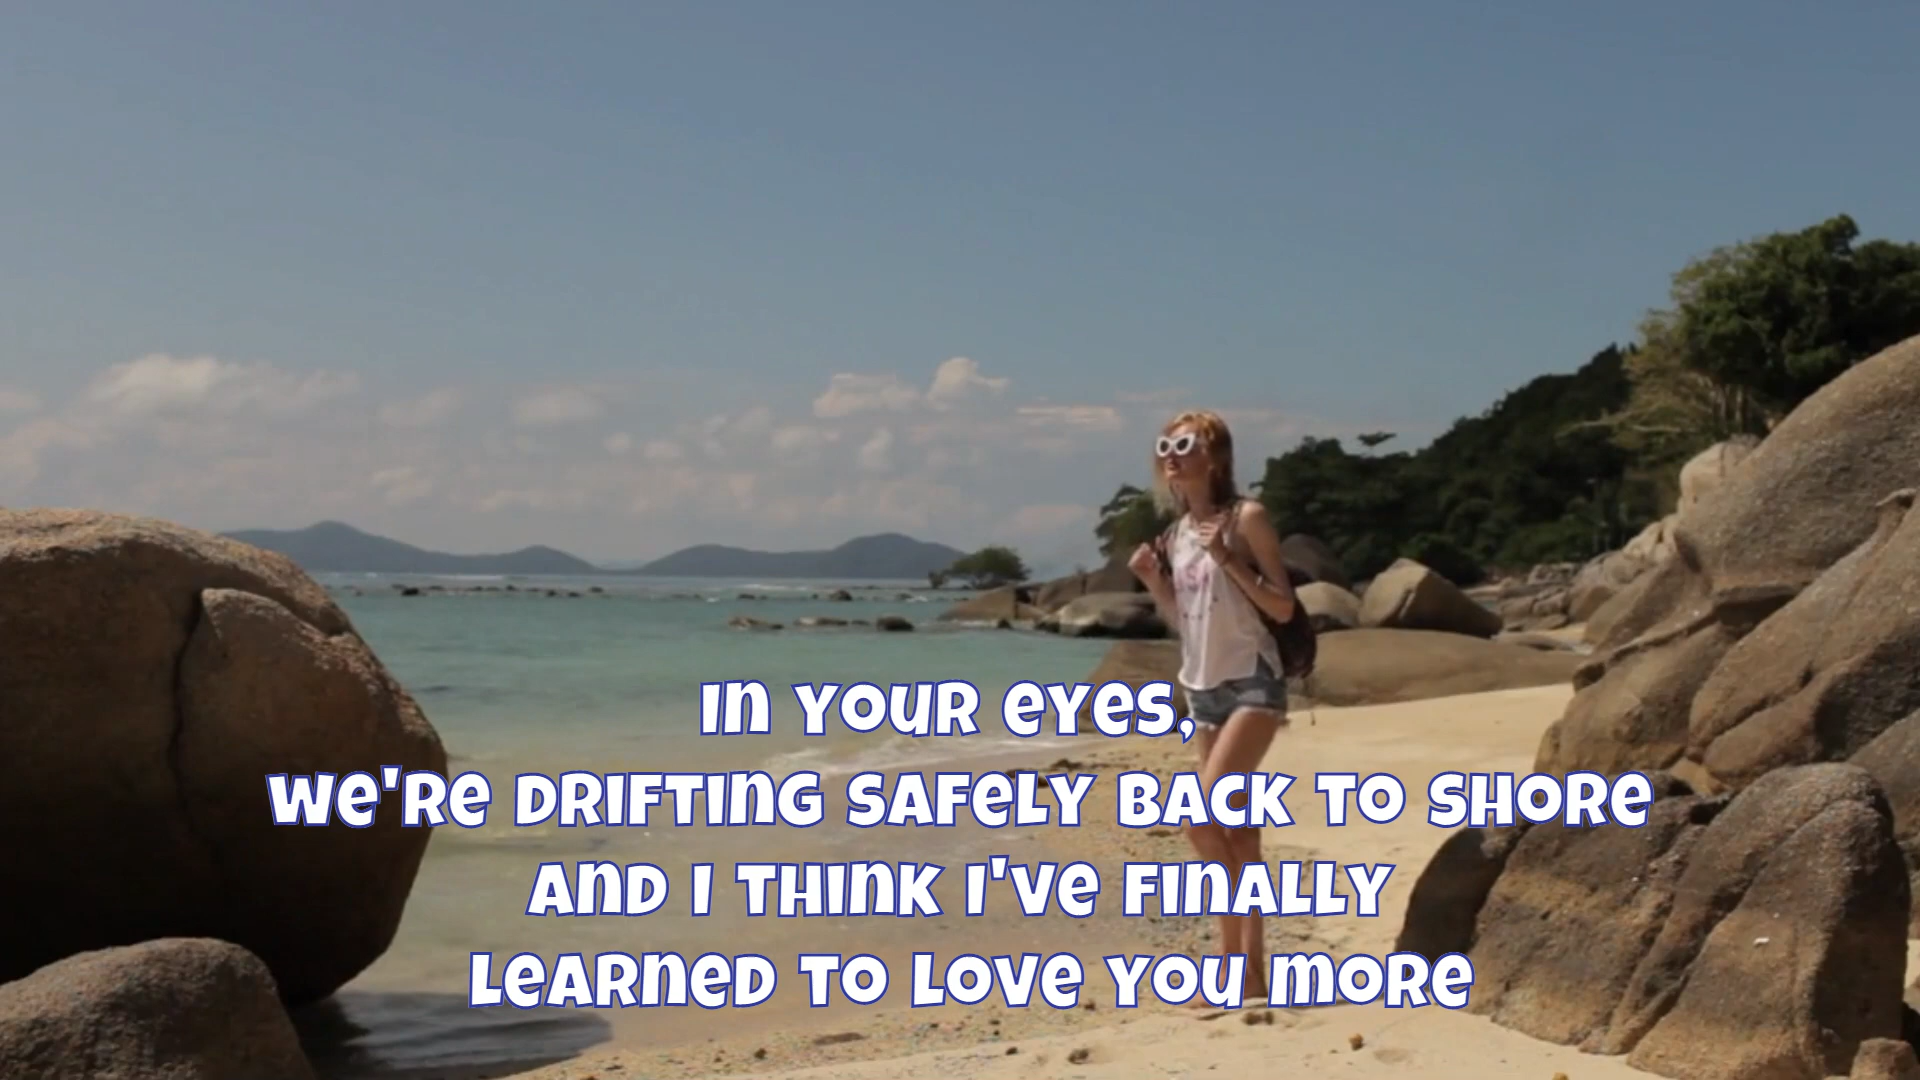 In your eyes,
we're drifting safely back to shore
and I think I've finally
learned to love you more